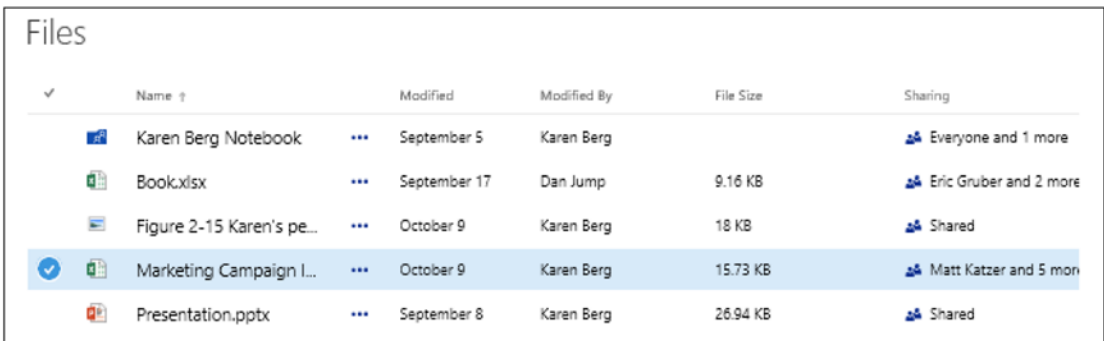 Files
Name ↑ Modified Modified By File Size Sharing
Karen Berg Notebook ••• September 5 Karen Berg Everyone and 1 more
Book.xlsx ••• September 17 Dan Jump 9.16 KB Eric Gruber and 2 more
Figure 2-15 Karen's pe... ••• October 9 Karen Berg 18 KB Shared
Marketing Campaign I... ••• October 9 Karen Berg 15.73 KB Matt Katzer and 5 more
Presentation.pptx ••• September 8 Karen Berg 26.94 KB Shared